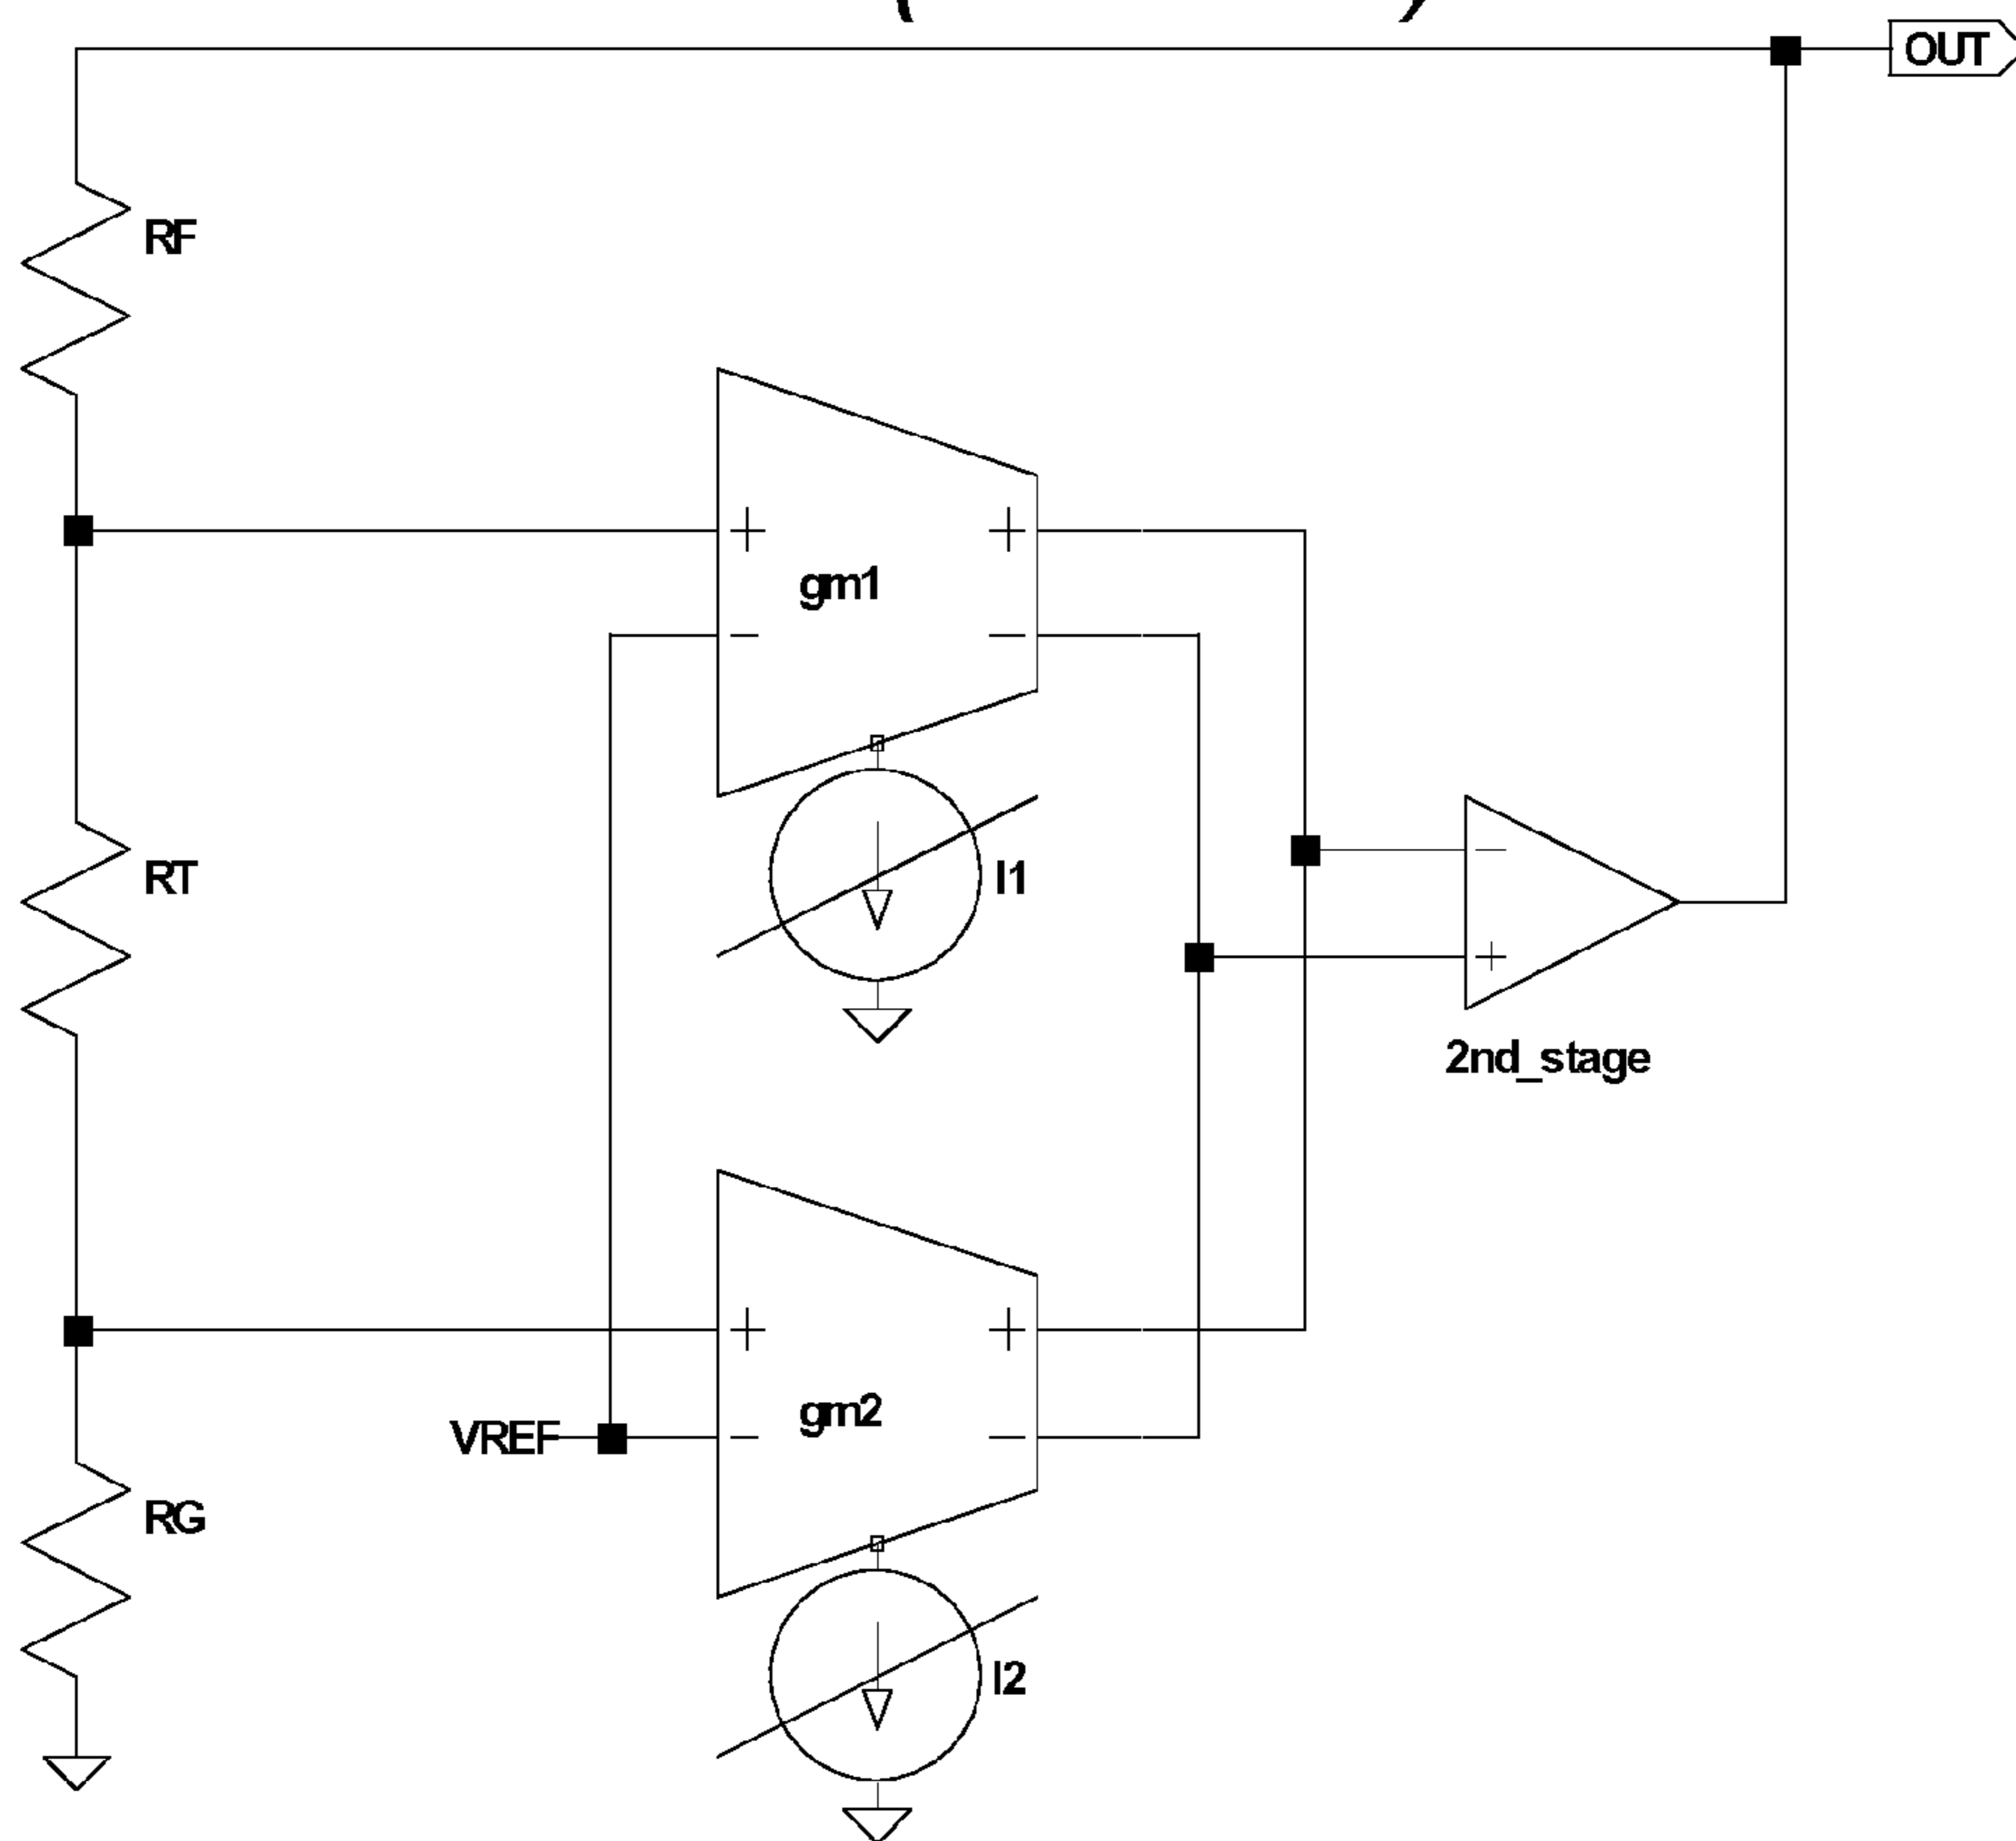 OUT
RF
gm1
RT
I1
2nd_stage
gm2
VREF
RG
I2